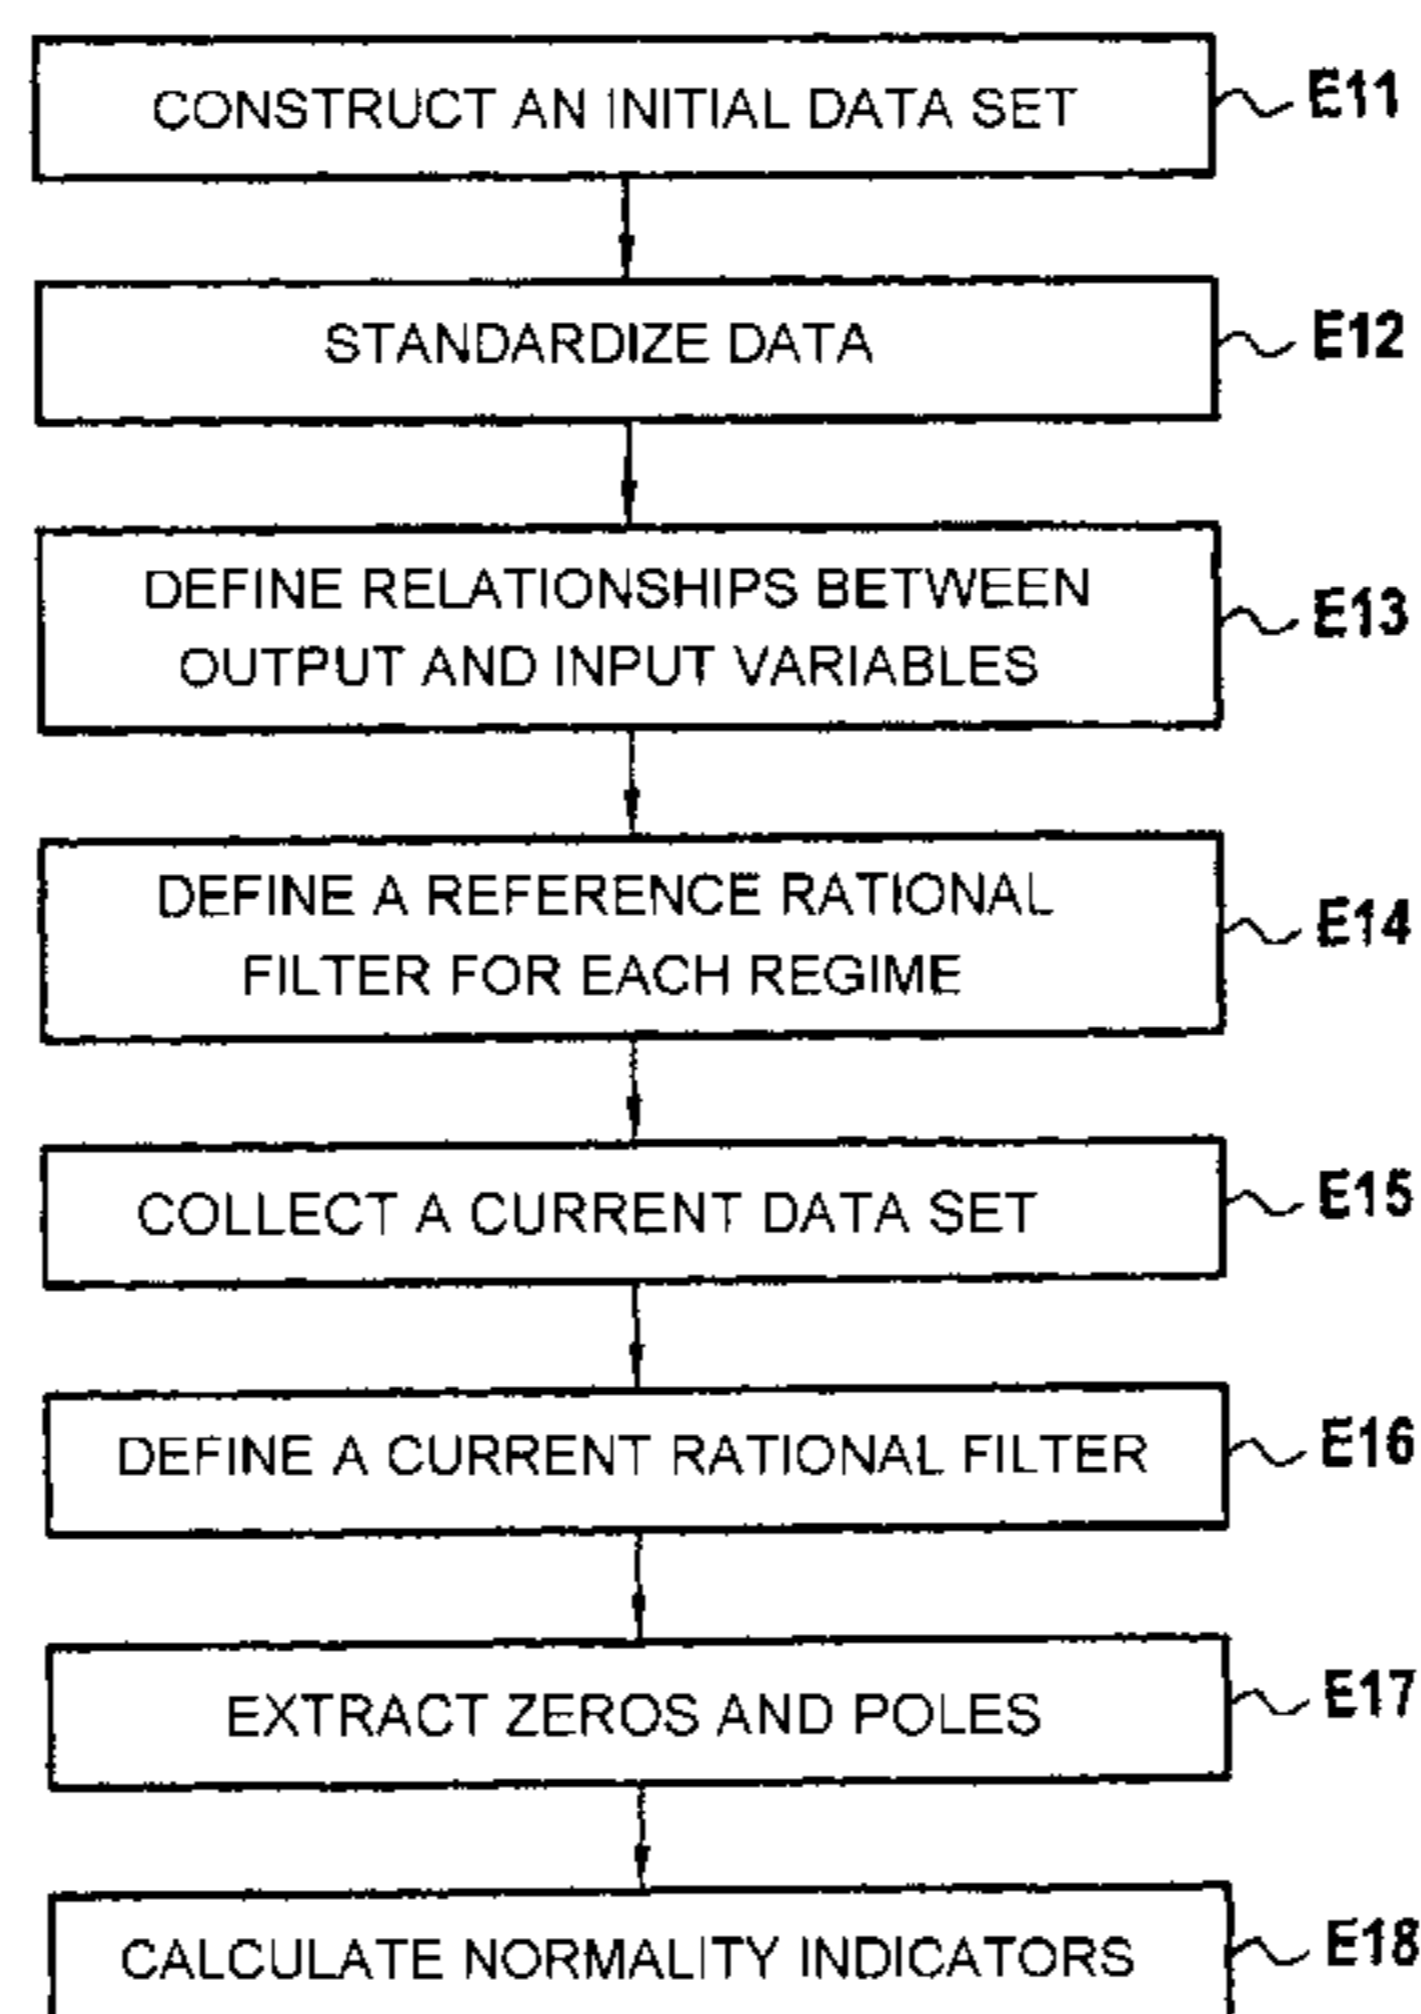 CONSTRUCT AN INITIAL DATA SET
E11
STANDARDIZE DATA
E12
DEFINE RELATIONSHIPS BETWEEN
OUTPUT AND INPUT VARIABLES
E13
DEFINE A REFERENCE RATIONAL
FILTER FOR EACH REGIME
E14
COLLECT A CURRENT DATA SET
E15
DEFINE A CURRENT RATIONAL FILTER
E16
EXTRACT ZEROS AND POLES
E17
CALCULATE NORMALITY INDICATORS
E18